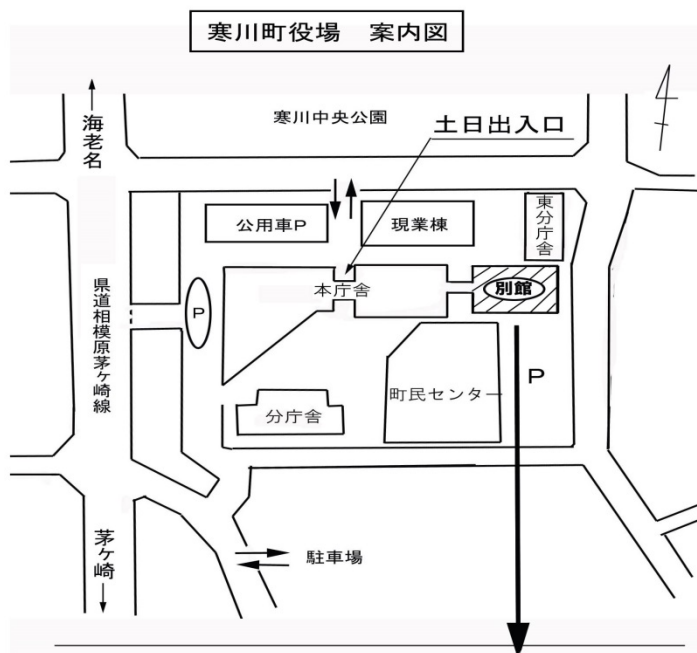 寒川町役場　案内図
海老名
寒川中央公園
土日出入口
公用車P
現業棟
東分庁舎
県道相模原茅ヶ崎線
P
本庁舎
別館
P
町民センター
分庁舎
茅ヶ崎
駐車場